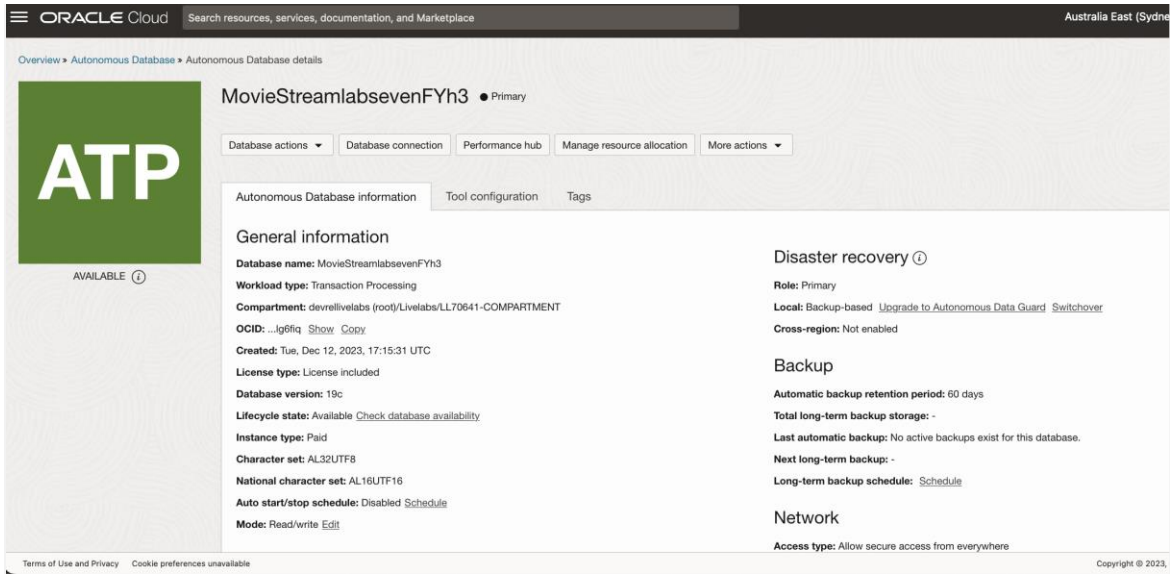 ORACLE Cloud
Search resources, services, documentation, and Marketplace
Australia East (Sydne
Overview » Autonomous Database » Autonomous Database details
ATP
AVAILABLE
MovieStreamlabsevenFYh3
Primary
Database actions
Database connection
Performance hub
Manage resource allocation
More actions
Autonomous Database information
Tool configuration
Tags
General information
Database name: MovieStreamlabsevenFYh3
Workload type: Transaction Processing
Compartment: devrellivelabs (root)/Livelabs/LL70641-COMPARTMENT
OCID: ...lg6fiq Show Copy
Created: Tue, Dec 12, 2023, 17:15:31 UTC
License type: License included
Database version: 19c
Lifecycle state: Available Check database availability
Instance type: Paid
Character set: AL32UTF8
National character set: AL16UTF16
Auto start/stop schedule: Disabled Schedule
Mode: Read/write Edit
Disaster recovery
Role: Primary
Local: Backup-based Upgrade to Autonomous Data Guard Switchover
Cross-region: Not enabled
Backup
Automatic backup retention period: 60 days
Total long-term backup storage: -
Last automatic backup: No active backups exist for this database.
Next long-term backup: -
Long-term backup schedule: Schedule
Network
Access type: Allow secure access from everywhere
Terms of Use and Privacy Cookie preferences unavailable
Copyright © 2023,